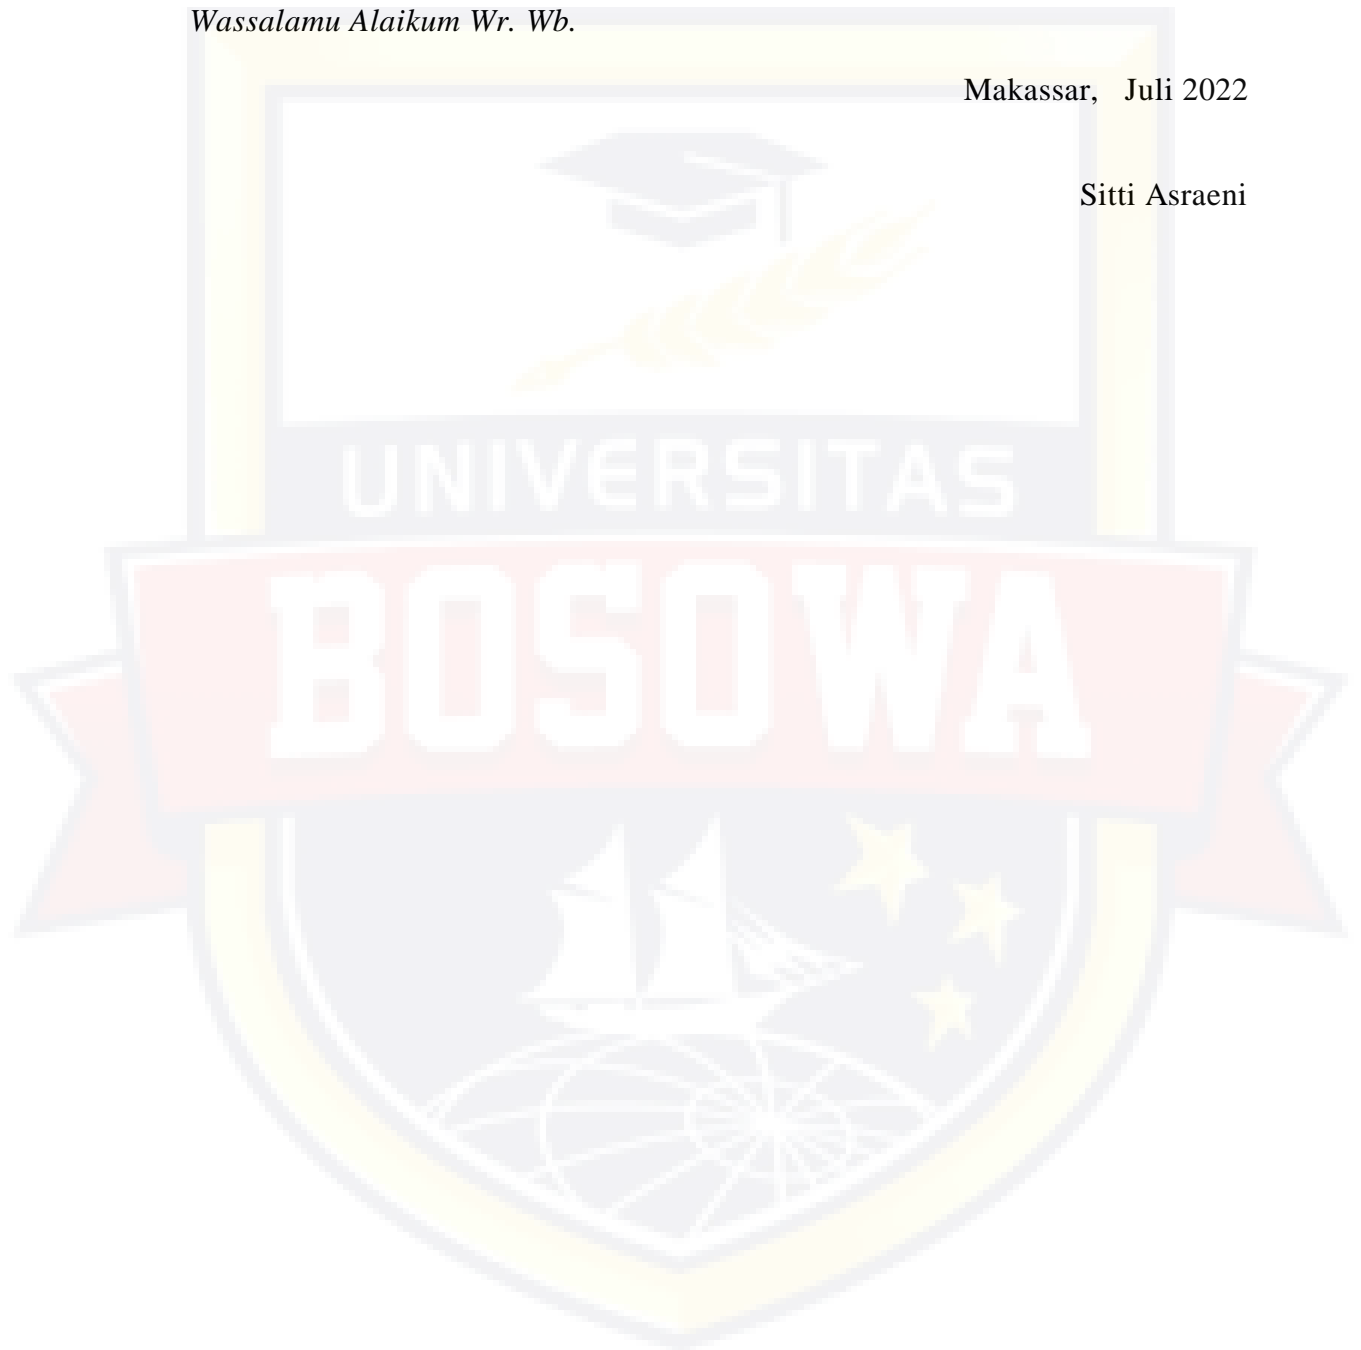 Wassalamu Alaikum Wr. Wb.
Makassar, Juli 2022
Sitti Asraeni
UNIVERSITAS
BOSOWA